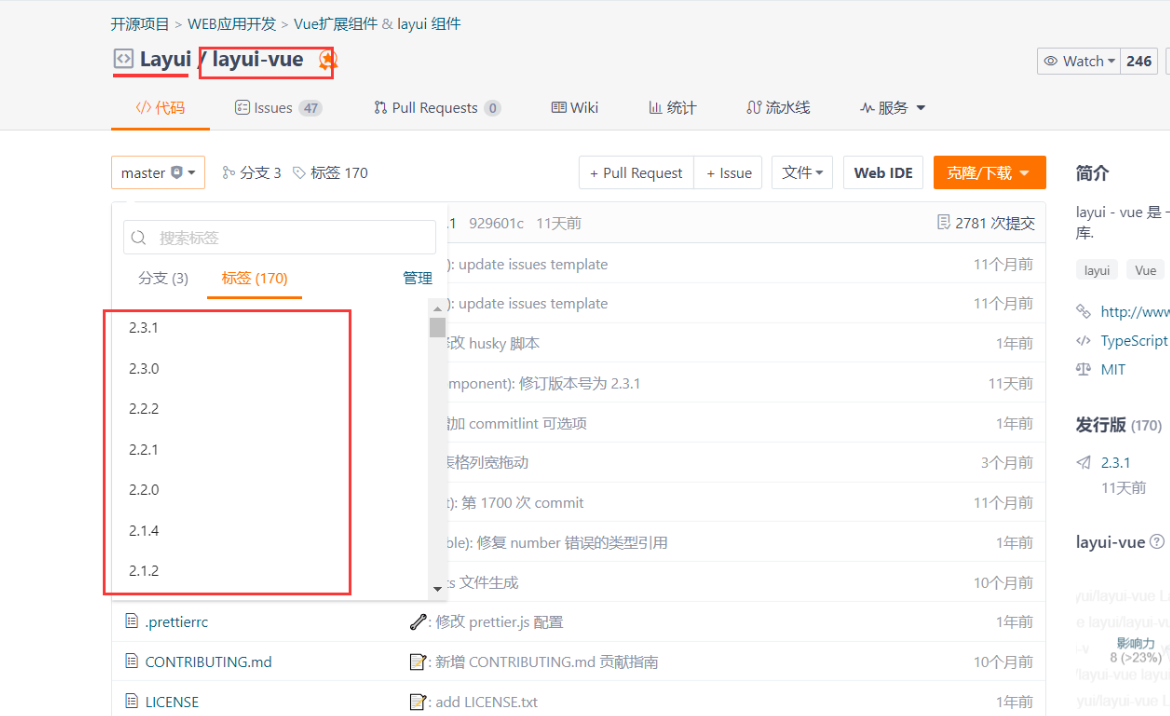 开源项目 > WEB应用开发 > Vue扩展组件 & layui 组件
Layui / layui-vue
Watch 246
代码 Issues 47 Pull Requests 0 Wiki 统计 流水线 服务
master 分支 3 标签 170 + Pull Request + Issue 文件 Web IDE 克隆/下载 简介
layui - vue 是
库.
搜索标签 .1 929601c 11天前 2781 次提交
分支 (3) 标签 (170) 管理 ): update issues template 11个月前 layui Vue
2.3.1 ): update issues template 11个月前 http://www
改 husky 脚本 1年前 TypeScript
2.3.0 mponent): 修订版本号为 2.3.1 11天前 MIT
2.2.2 增加 commitlint 可选项 1年前 发行版 (170)
2.2.1 表格列宽拖动 3个月前 2.3.1
11天前
2.2.0 t): 第 1700 次 commit 11个月前
2.1.4 ble): 修复 number 错误的类型引用 1年前 layui-vue
2.1.2 ts 文件生成 10个月前
.prettierrc : 修改 prettier.js 配置 1年前
影响力
CONTRIBUTING.md : 新增 CONTRIBUTING.md 贡献指南 10个月前 8 (>23%)
LICENSE : add LICENSE.txt 1年前